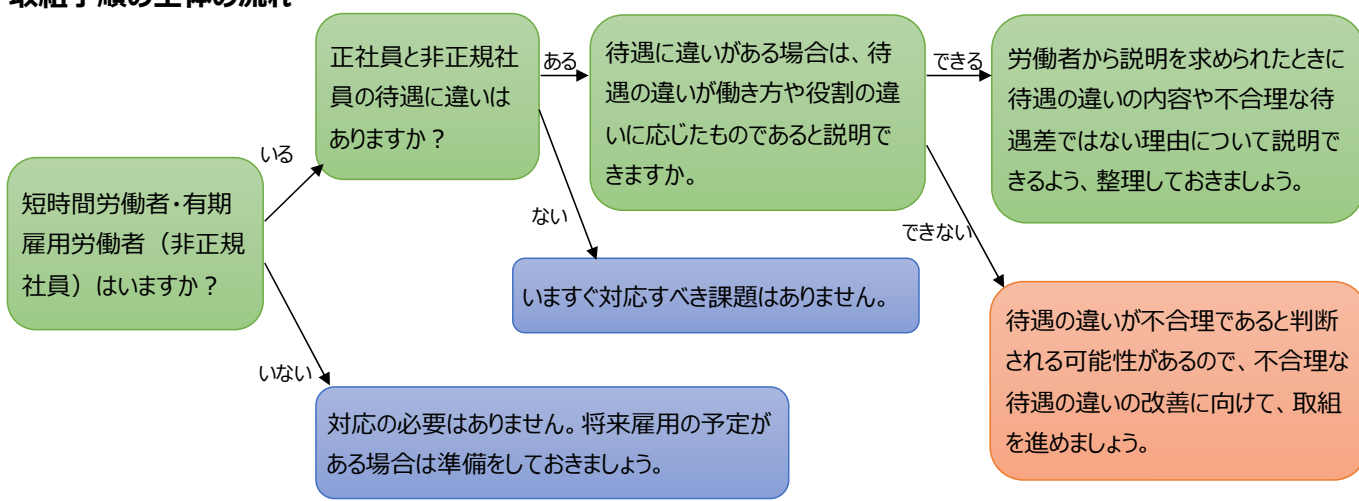 取組手順の全体の流れ
短時間労働者・有期
雇用労働者（非正規
社員）はいますか？
いる
いない
正社員と非正規社
員の待遇に違いは
ありますか？
ある
ない
待遇に違いがある場合は、待
遇の違いが働き方や役割の違
いに応じたものであると説明で
きますか。
できる
できない
労働者から説明を求められたときに
待遇の違いの内容や不合理な待
遇差ではない理由について説明で
きるよう、整理しておきましょう。
いますぐ対応すべき課題はありません。
待遇の違いが不合理であると判断
される可能性があるので、不合理な
待遇の違いの改善に向けて、取組
を進めましょう。
対応の必要はありません。将来雇用の予定が
ある場合は準備をしておきましょう。